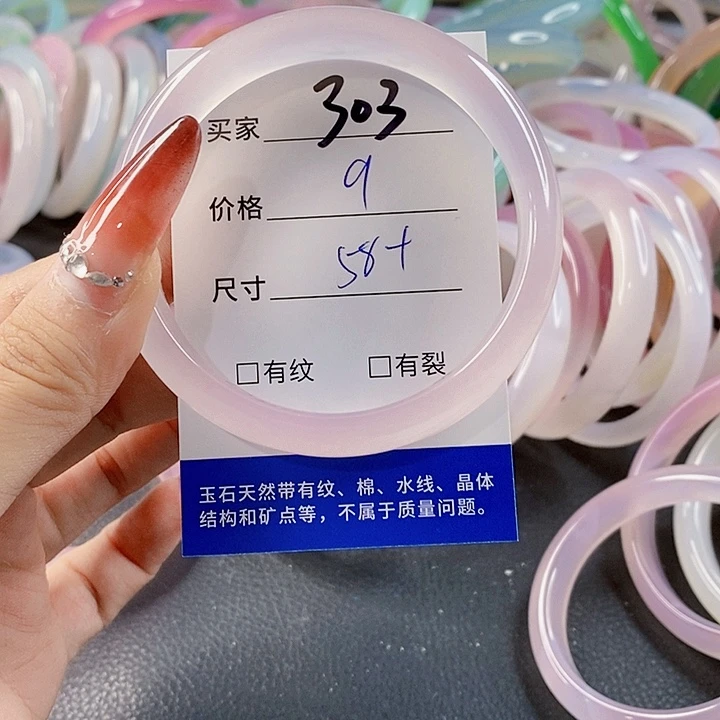 买家 303
价格 9
尺寸 58+
□有纹 □有裂
玉石天然带有纹、棉、水线、晶体
结构和矿点等，不属于质量问题。